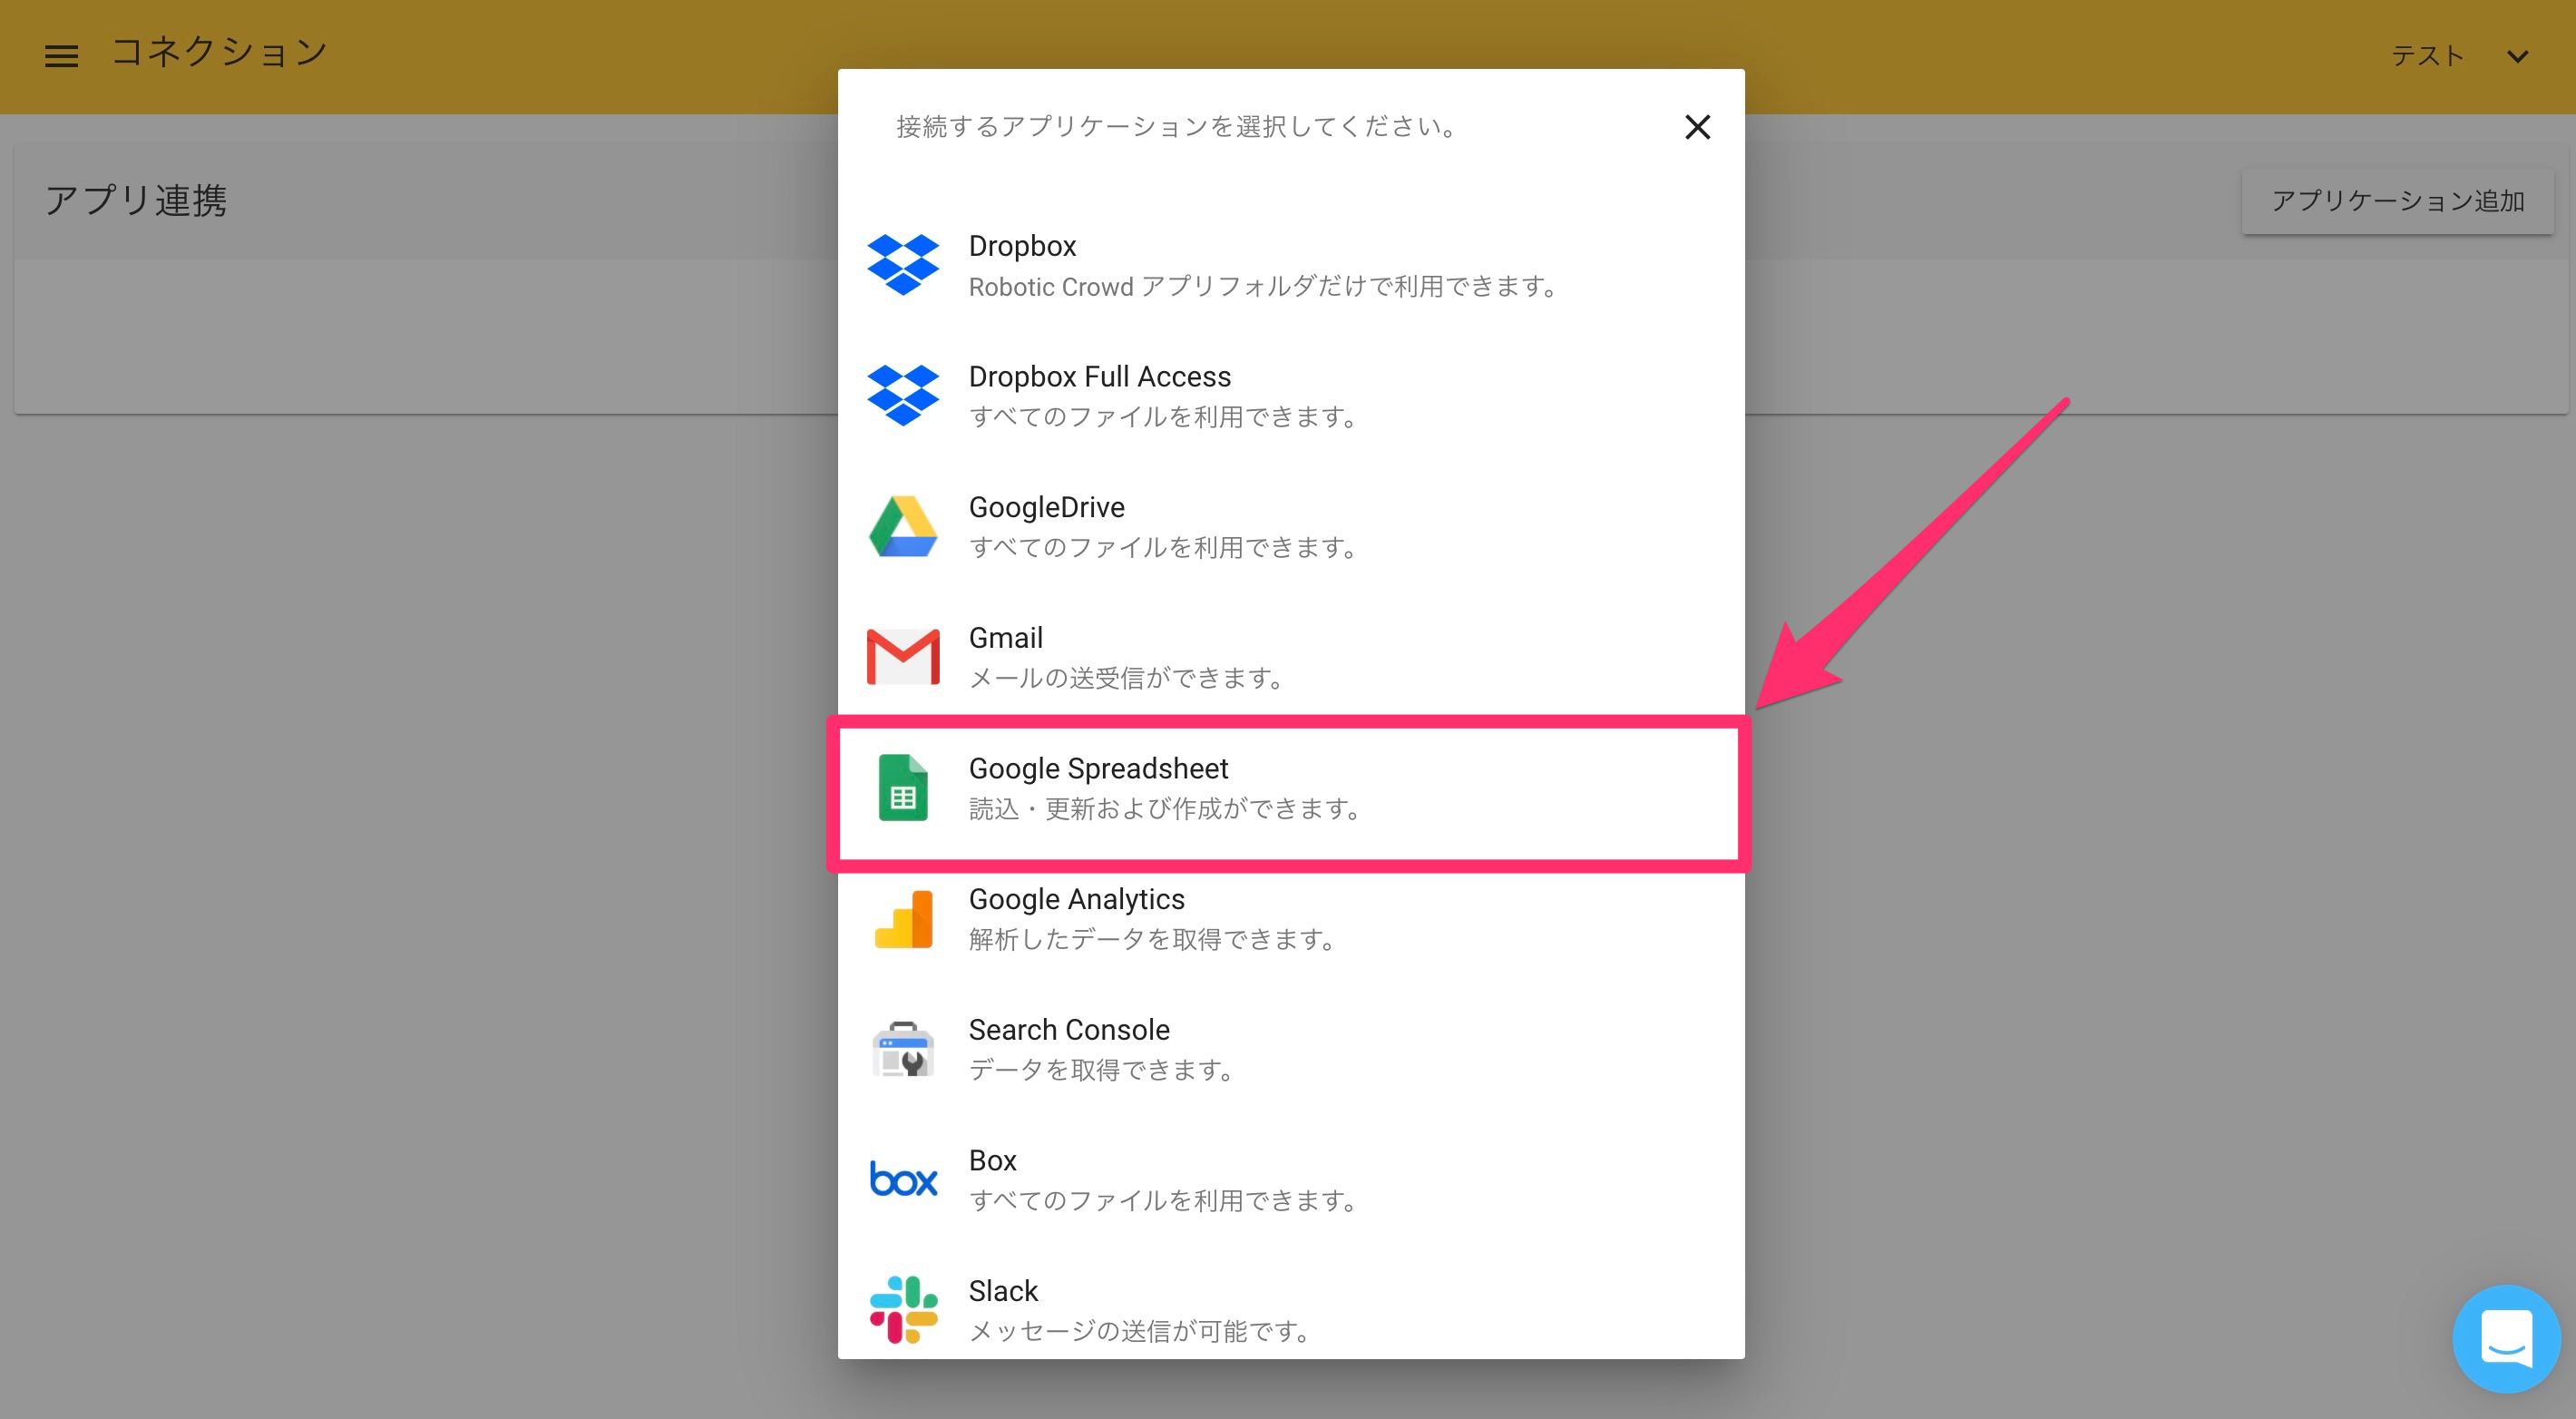 コネクション
テスト
アプリ連携
アプリケーション追加
接続するアプリケーションを選択してください。
Dropbox
Robotic Crowd アプリフォルダだけで利用できます。
Dropbox Full Access
すべてのファイルを利用できます。
GoogleDrive
すべてのファイルを利用できます。
Gmail
メールの送受信ができます。
Google Spreadsheet
読込・更新および作成ができます。
Google Analytics
解析したデータを取得できます。
Search Console
データを取得できます。
box
Box
すべてのファイルを利用できます。
Slack
メッセージの送信が可能です。